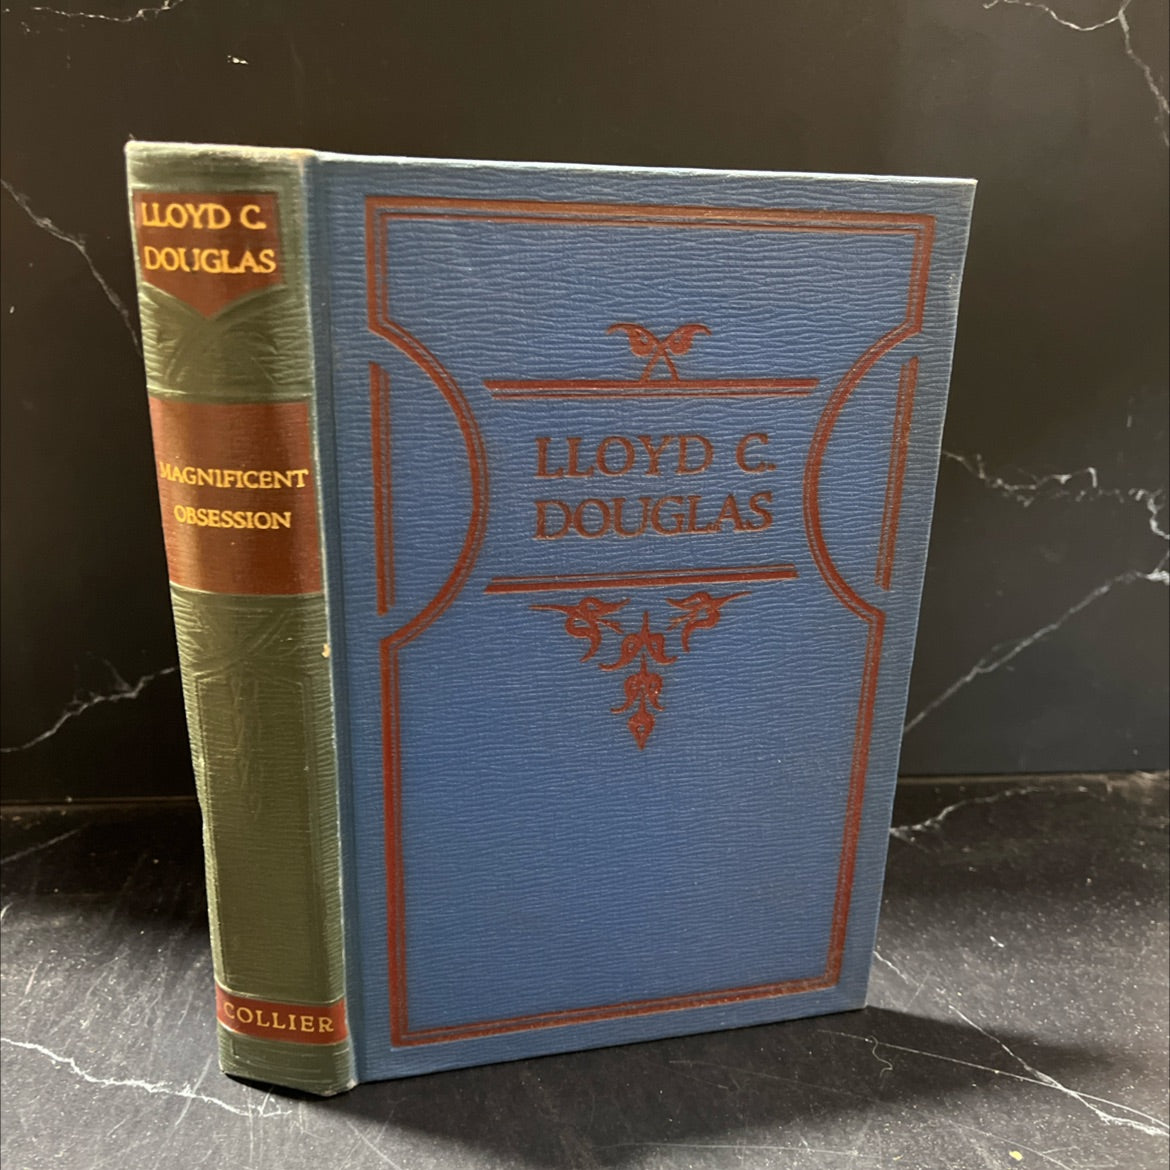 LLOYD C.
DOUGLAS
MAGNIFICENT
OBSESSION
COLLIER
LLOYD C.
DOUGLAS